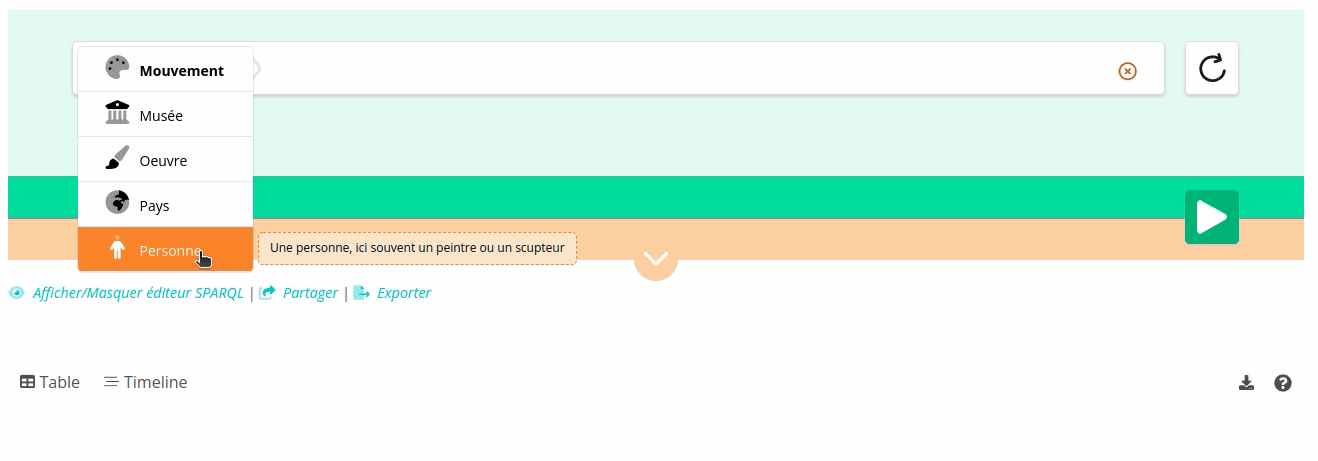 Mouvement
Musée
Oeuvre
Pays
Personne
Une personne, ici souvent un peintre ou un scupteur
Afficher/Masquer éditeur SPARQL | Partager | Exporter
Table Timeline